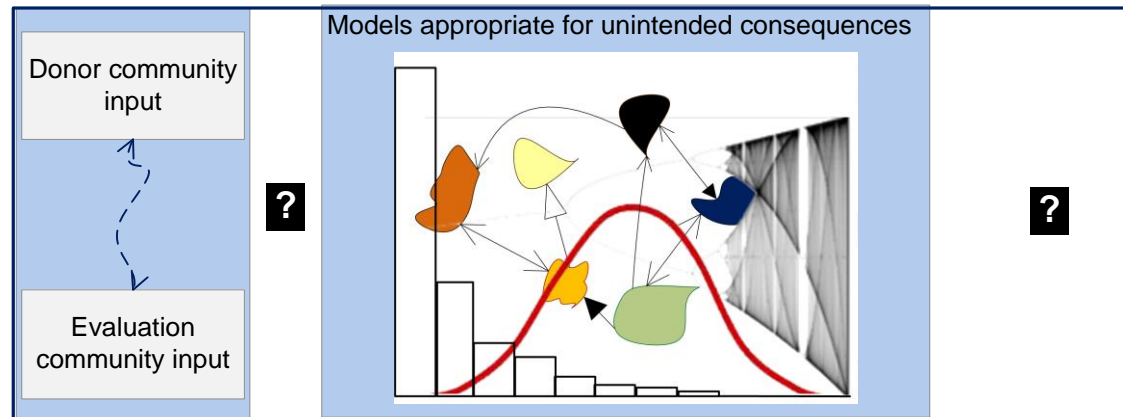 Models appropriate for unintended consequences
Donor community
input
?
?
Evaluation
community input